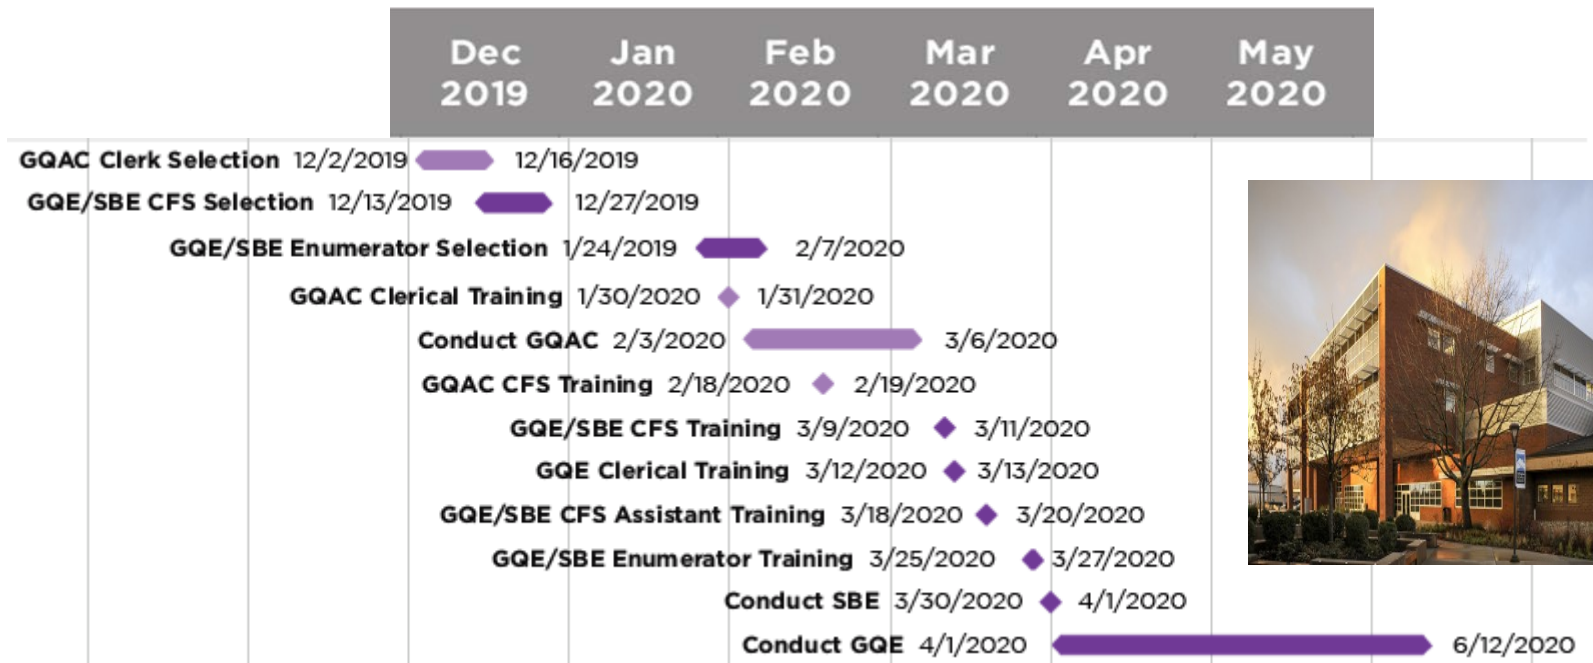 Dec Jan Feb Mar Apr May
2019 2020 2020 2020 2020 2020
GQAC Clerk Selection 12/2/2019 12/16/2019
GQE/SBE CFS Selection 12/13/2019 12/27/2019
GQE/SBE Enumerator Selection 1/24/2019 2/7/2020
GQAC Clerical Training 1/30/2020 1/31/2020
Conduct GQAC 2/3/2020 3/6/2020
GQAC CFS Training 2/18/2020 2/19/2020
GQE/SBE CFS Training 3/9/2020 3/11/2020
GQE Clerical Training 3/12/2020 3/13/2020
GQE/SBE CFS Assistant Training 3/18/2020 3/20/2020
GQE/SBE Enumerator Training 3/25/2020 3/27/2020
Conduct SBE 3/30/2020 4/1/2020
Conduct GQE 4/1/2020 6/12/2020